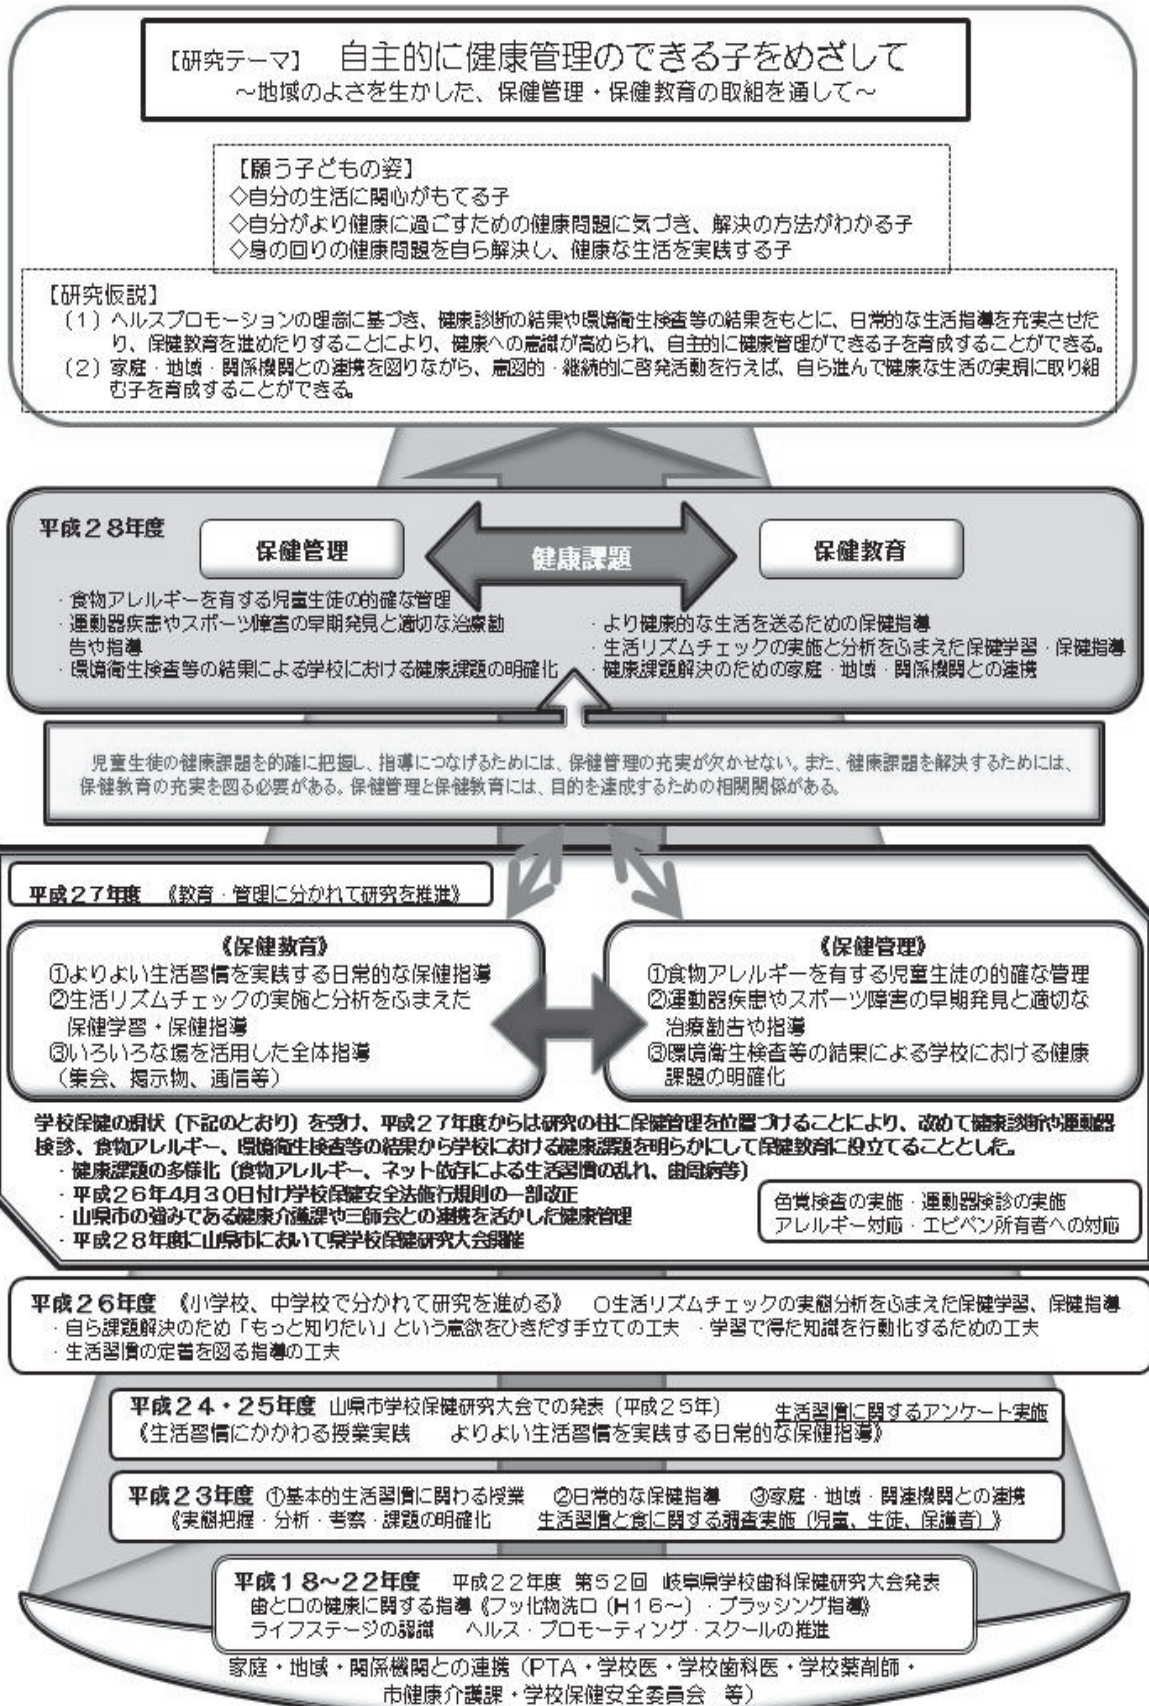 【研究テーマ】 自主的に健康管理のできる子をめざして
～地域のよさを生かした、保健管理・保健教育の取組を通して～
【願う子どもの姿】
◇自分の生活に関心がもてる子
◇自分がより健康に過ごすための健康問題に気づき、解決の方法がわかる子
◇身の回りの健康問題を自ら解決し、健康な生活を実践する子
【研究仮説】
（１）ヘルスプロモーションの理念に基づき、健康診断の結果や環境衛生検査等の結果をもとに、日常的な生活指導を充実させた
り、保健教育を進めたりすることにより、健康への意識が高められ、自主的に健康管理ができる子を育成することができる。
（２）家庭・地域・関係機関との連携を図りながら、意図的・継続的に啓発活動を行えば、自ら進んで健康な生活の実現に取り組
む子を育成することができる。
平成２８年度
保健管理
健康課題
保健教育
・食物アレルギーを有する児童生徒の的確な管理
・運動器疾患やスポーツ障害の早期発見と適切な治療勧
告や指導
・環境衛生検査等の結果による学校における健康課題の明確化
・より健康的な生活を送るための保健指導
・生活リズムチェックの実施と分析をふまえた保健学習・保健指導
・健康課題解決のための家庭・地域・関係機関との連携
児童生徒の健康課題を的確に把握し、指導につなげるためには、保健管理の充実が欠かせない。また、健康課題を解決するためには、
保健教育の充実を図る必要がある。保健管理と保健教育には、目的を達成するための相関関係がある。
平成２７年度 《教育・管理に分かれて研究を推進》
《保健教育》
①よりよい生活習慣を実践する日常的な保健指導
②生活リズムチェックの実施と分析をふまえた
保健学習・保健指導
③いろいろな場を活用した全体指導
（集会、掲示物、通信等）
《保健管理》
①食物アレルギーを有する児童生徒の的確な管理
②運動器疾患やスポーツ障害の早期発見と適切な
治療勧告や指導
③環境衛生検査等の結果による学校における健康
課題の明確化
学校保健の現状（下記のとおり）を受け、平成２７年度からは研究の柱に保健管理を位置づけることにより、改めて健康診断や運動器
検診、食物アレルギー、環境衛生検査等の結果から学校における健康課題を明らかにして保健教育に役立てることとした。
・健康課題の多様化（食物アレルギー、ネット依存による生活習慣の乱れ、歯周病等）
・平成２６年４月３０日付け学校保健安全法施行規則の一部改正
・山県市の強みである健康介護課や三師会との連携を活かした健康管理
・平成２８年度に山県市において県学校保健研究大会開催
色覚検査の実施・運動器検診の実施
アレルギー対応・エピペン所有者への対応
平成２６年度 《小学校、中学校で分かれて研究を進める》 ○生活リズムチェックの実態分析をふまえた保健学習、保健指導
・自ら課題解決のため「もっと知りたい」という意欲をひきだす手立ての工夫 ・学習で得た知識を行動化するための工夫
・生活習慣の定着を図る指導の工夫
平成２４・２５年度 山県市学校保健研究大会での発表（平成２５年） 生活習慣に関するアンケート実施
《生活習慣にかかわる授業実践 よりよい生活習慣を実践する日常的な保健指導》
平成２３年度 ①基本的生活習慣に関わる授業 ②日常的な保健指導 ③家庭・地域・関連機関との連携
《実態把握・分析・考察・課題の明確化 生活習慣と食に関する調査実施（児童、生徒、保護者）》
平成１８～２２年度 平成２２年度 第５２回 岐阜県学校歯科保健研究大会発表
歯と口の健康に関する指導《フッ化物洗口（Ｈ１６～）・ブラッシング指導》
ライフステージの認識 ヘルス・プロモーティング・スクールの推進
家庭・地域・関係機関との連携（PTA・学校医・学校歯科医・学校薬剤師・
市健康介護課・学校保健安全委員会 等）